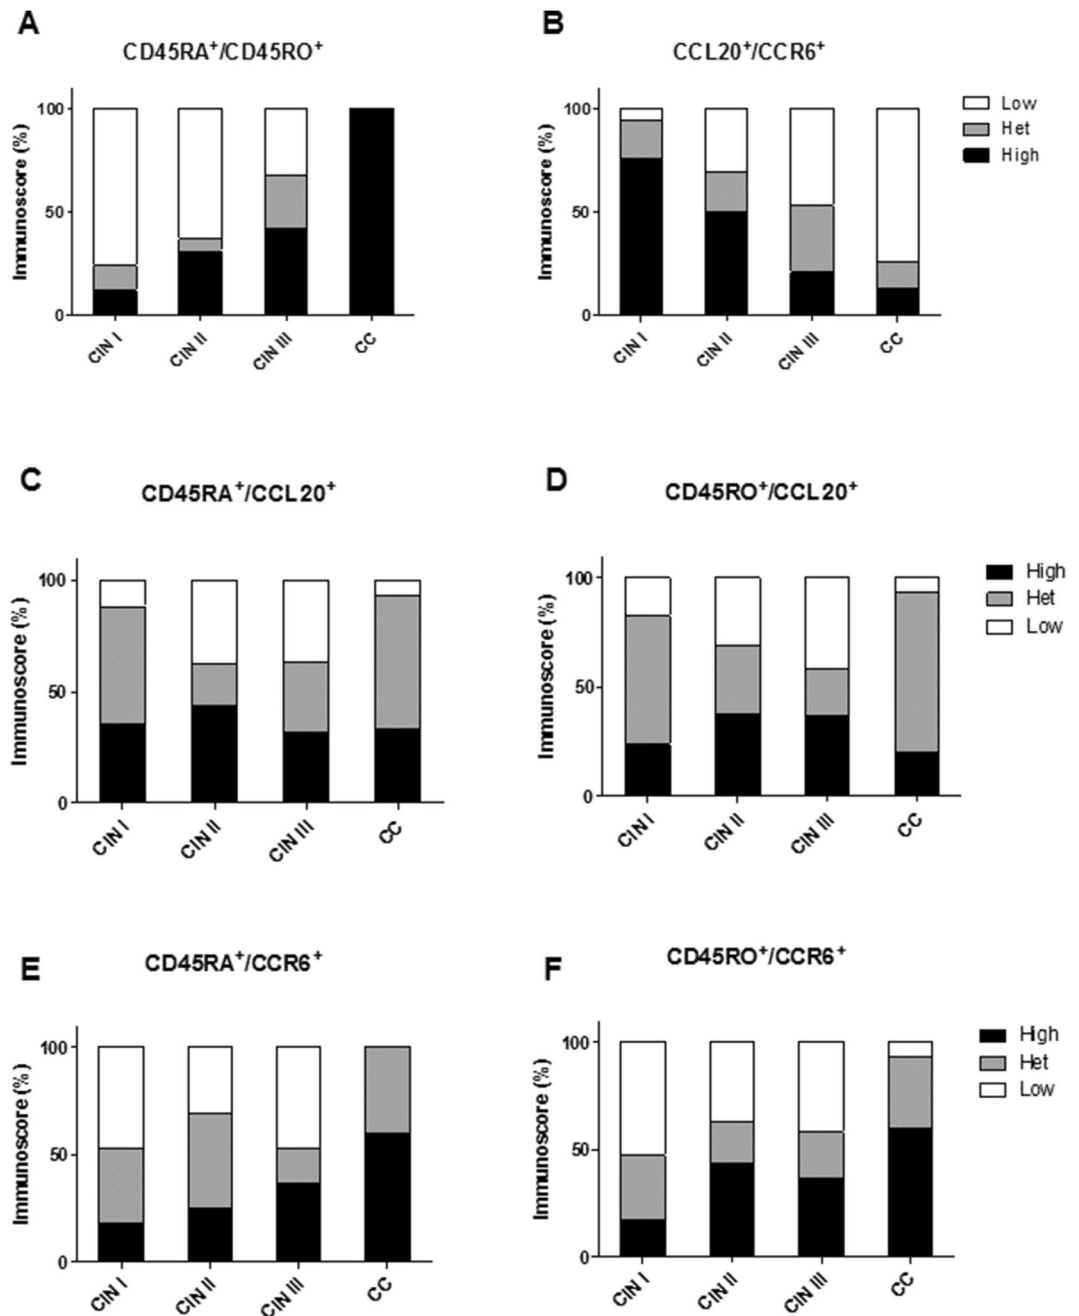 A
CD45RA⁺/CD45RO⁺
Immunoscore (%)
100
50
0
CIN I
CIN II
CIN III
CC
B
CCL20⁺/CCR6⁺
Immunoscore (%)
100
50
0
CIN I
CIN II
CIN III
CC
Low
Het
High
C
CD45RA⁺/CCL20⁺
Immunoscore (%)
100
50
0
CIN I
CIN II
CIN III
CC
D
CD45RO⁺/CCL20⁺
Immunoscore (%)
100
50
0
CIN I
CIN II
CIN III
CC
High
Het
Low
E
CD45RA⁺/CCR6⁺
Immunoscore (%)
100
50
0
CIN I
CIN II
CIN III
CC
F
CD45RO⁺/CCR6⁺
Immunoscore (%)
100
50
0
CIN I
CIN II
CIN III
CC
High
Het
Low